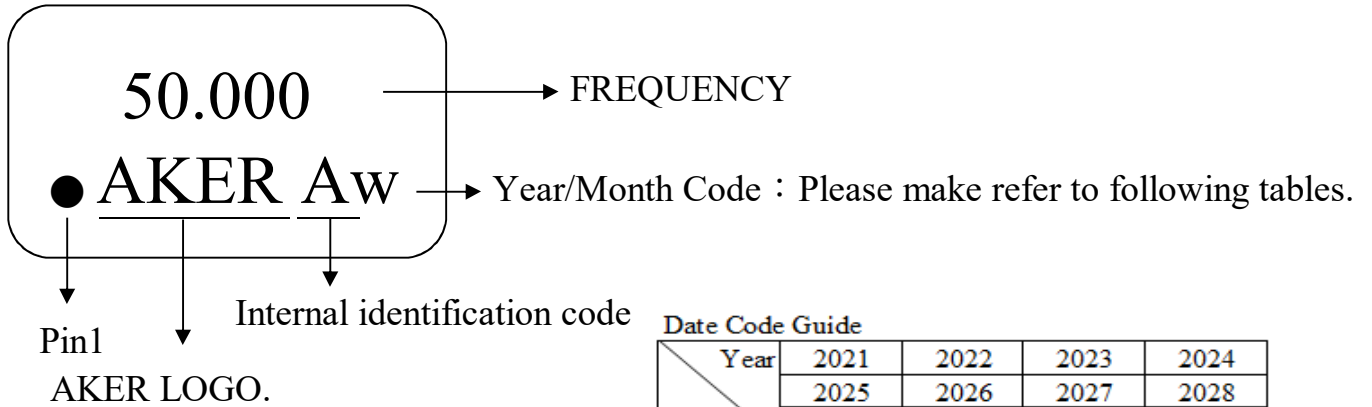 50.000
FREQUENCY
● AKER Aw
Year/Month Code：Please make refer to following tables.
Internal identification code
Pin1
AKER LOGO.
Date Code Guide
Year 2021 2022 2023 2024
2025 2026 2027 2028